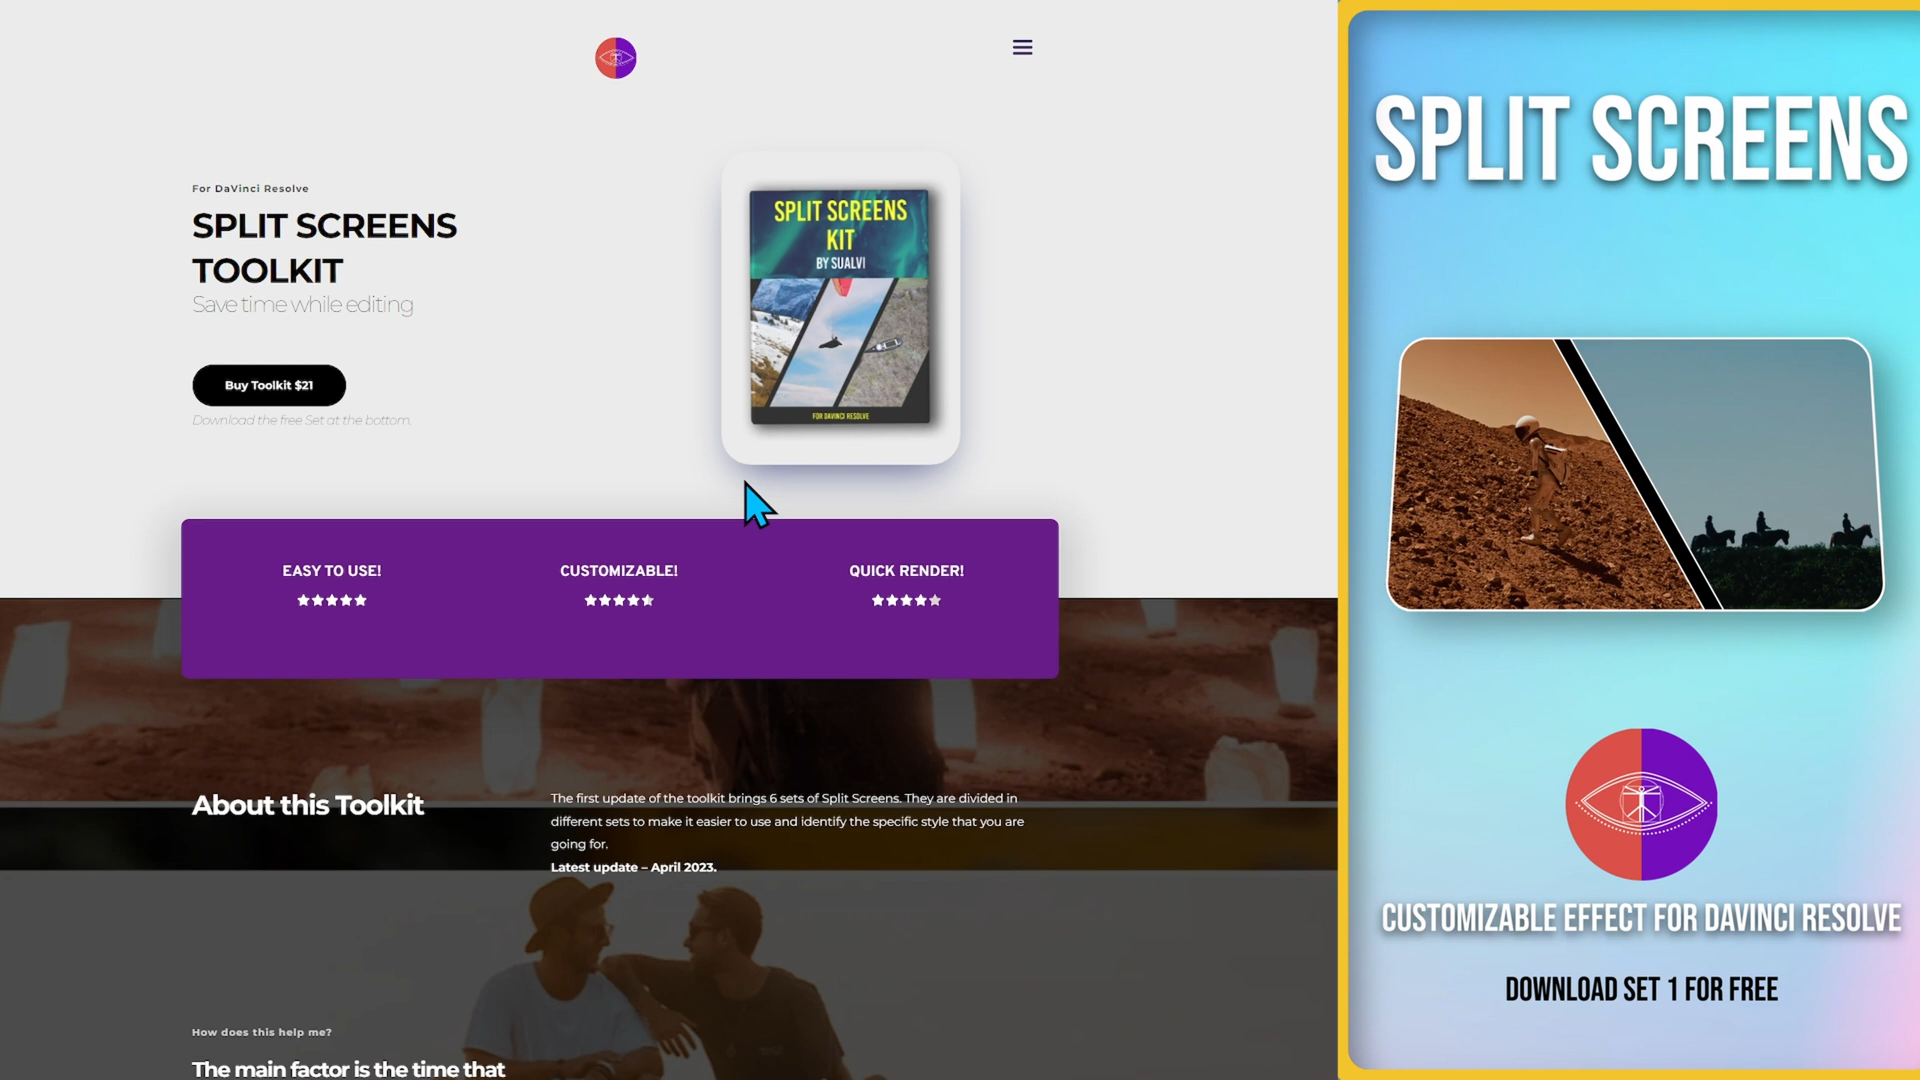 For DaVinci Resolve
SPLIT SCREENS
TOOLKIT
Save time while editing
Buy Toolkit $21
Download the free Set at the bottom.
SPLIT SCREENS
KIT
BY SUALVI
FOR DAVINCI RESOLVE
EASY TO USE!
CUSTOMIZABLE!
QUICK RENDER!
About this Toolkit
The first update of the toolkit brings 6 sets of Split Screens. They are divided in
different sets to make it easier to use and identify the specific style that you are
going for.
Latest update – April 2023.
How does this help me?
The main factor is the time that
SPLIT SCREENS
CUSTOMIZABLE EFFECT FOR DAVINCI RESOLVE
DOWNLOAD SET 1 FOR FREE